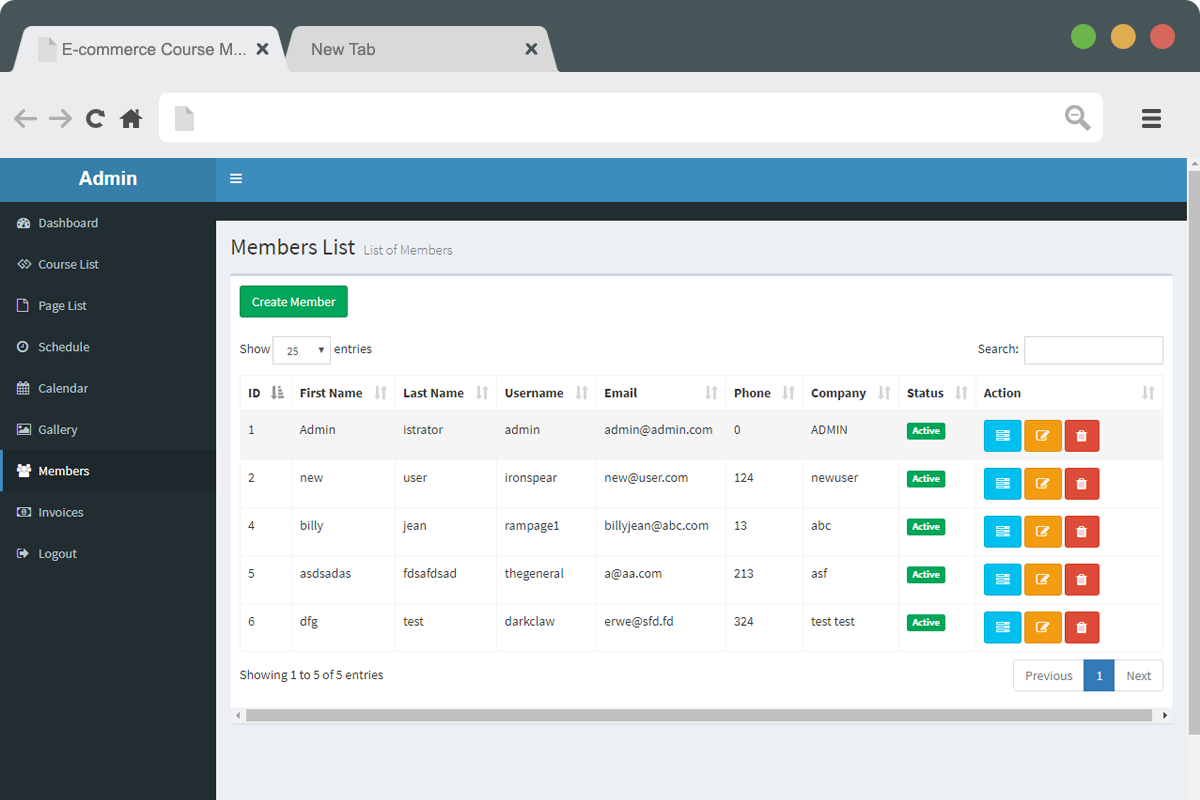 E-commerce Course M...
New Tab
Admin
Dashboard
Course List
Page List
Schedule
Calendar
Gallery
Members
Invoices
Logout
Members List List of Members
Create Member
Show 25 entries Search:
ID First Name Last Name Username Email Phone Company Status Action
1 Admin istrator admin admin@admin.com 0 ADMIN Active
2 new user ironspear new@user.com 124 newuser Active
4 billy jean rampage1 billyjean@abc.com 13 abc Active
5 asdsadas fdsafdsad thegeneral a@aa.com 213 asf Active
6 dfg test darkclaw erwe@sfd.fd 324 test test Active
Showing 1 to 5 of 5 entries Previous 1 Next